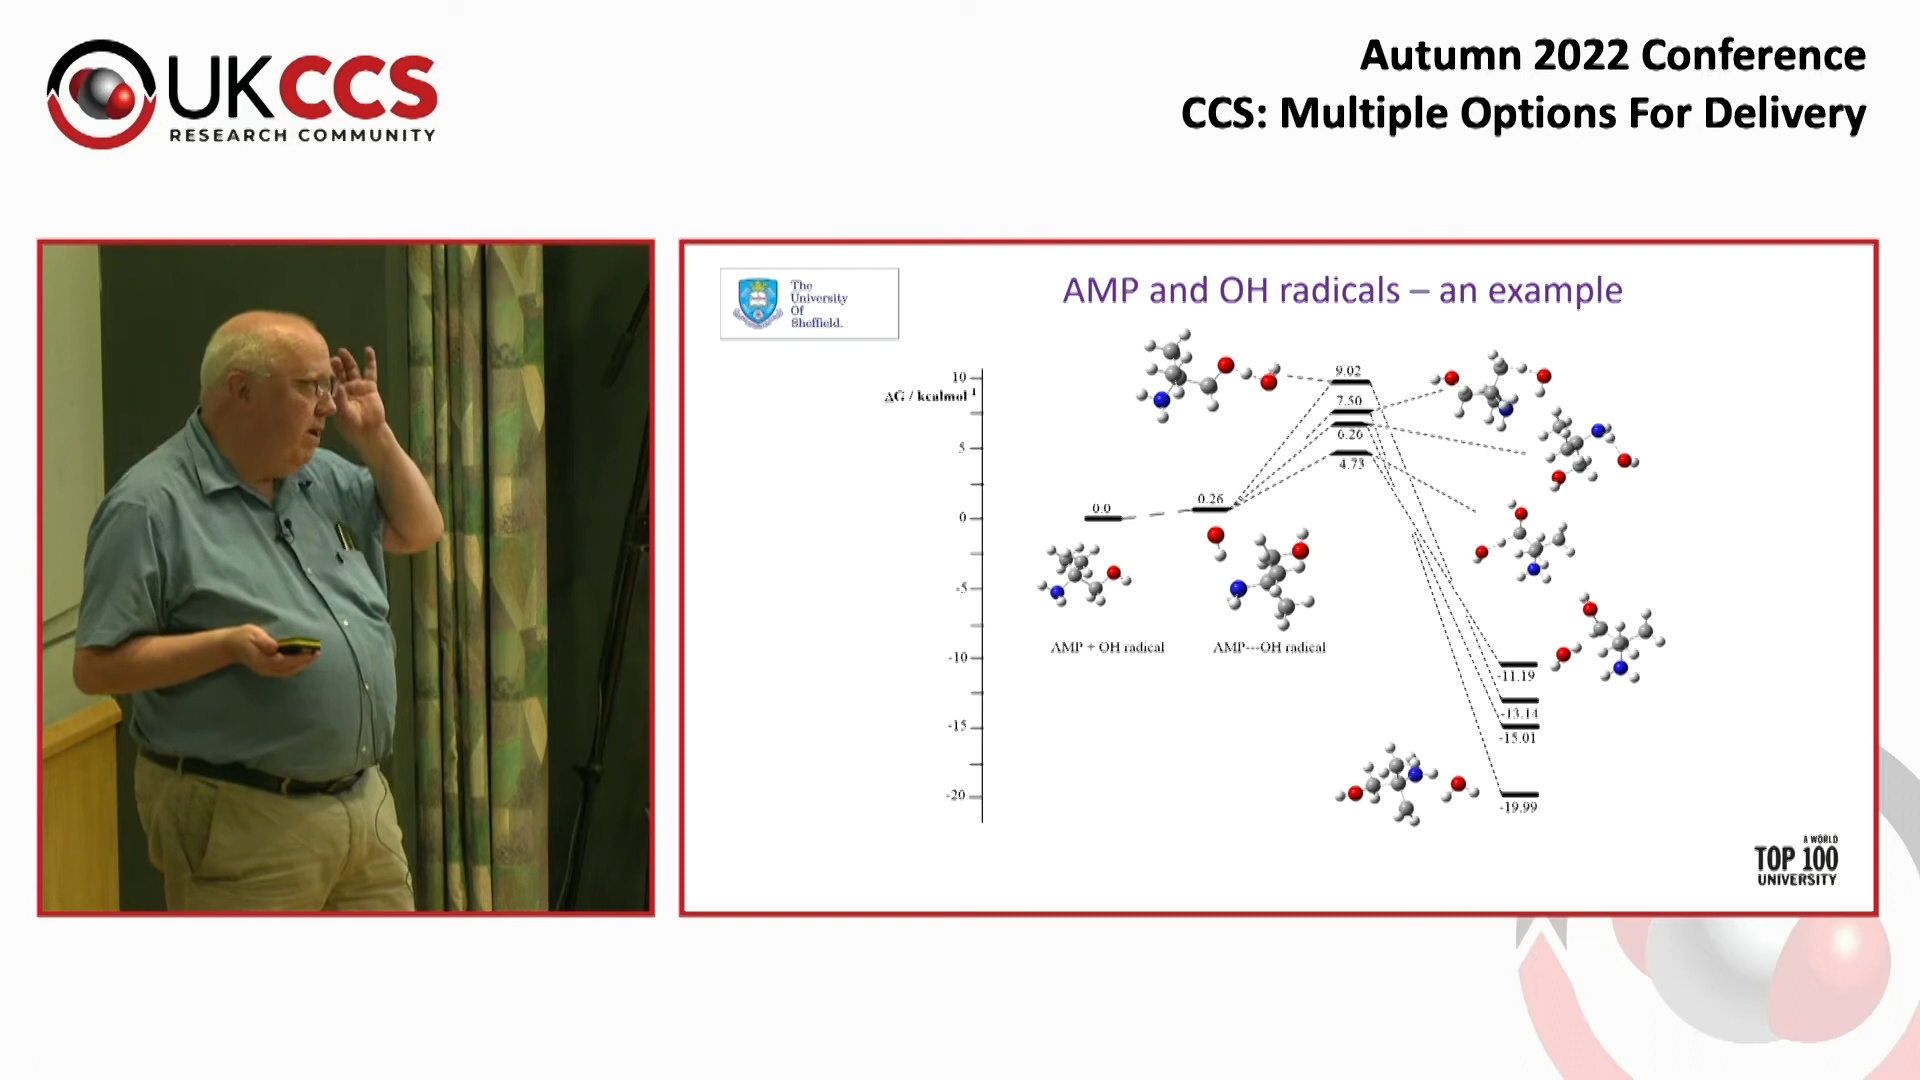 UKCCS
RESEARCH COMMUNITY
Autumn 2022 Conference
CCS: Multiple Options For Delivery
The
University
Of
Sheffield.
AMP and OH radicals – an example
ΔG / kcalmol⁻¹
10
5
0
-5
-10
-15
-20
0.0
0.26
9.02
7.50
6.26
4.73
AMP + OH radical
AMP---OH radical
-11.19
-13.14
-15.01
-19.99
A WORLD
TOP 100
UNIVERSITY